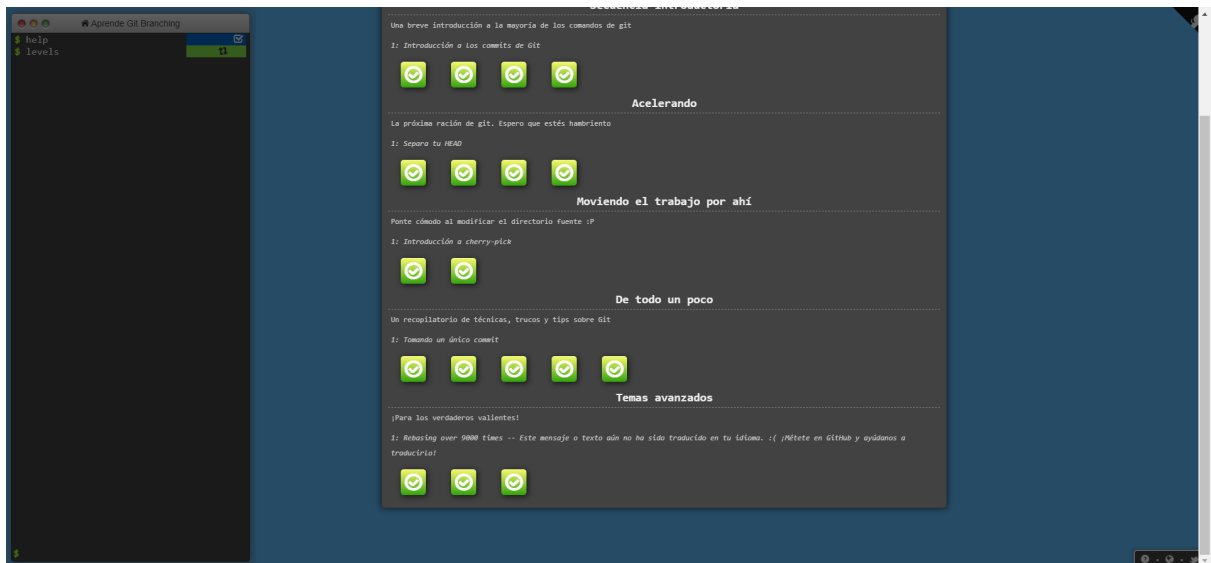 Aprende Git Branching
$ help
$ levels
$
Secuencia introductoria
Una breve introducción a la mayoría de los comandos de git
1: Introducción a los commits de Git
Acelerando
La próxima ración de git. Espero que estés hambriento
1: Separa tu HEAD
Moviendo el trabajo por ahí
Ponte cómodo al modificar el directorio fuente :P
1: Introducción a cherry-pick
De todo un poco
Un recopilatorio de técnicas, trucos y tips sobre Git
1: Tomando un único commit
Temas avanzados
¡Para los verdaderos valientes!
1: Rebasing over 9000 times -- Este mensaje o texto aún no ha sido traducido en tu idioma. :( ¡Métete en GitHub y ayúdanos a
traducirlo!